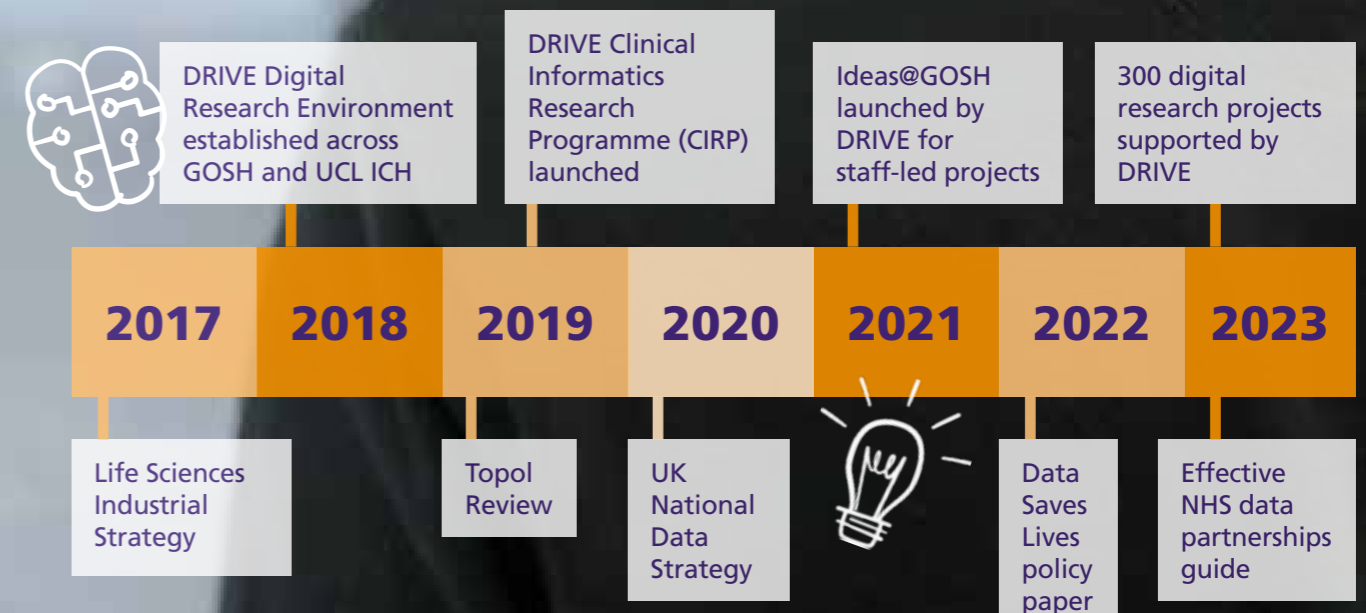 DRIVE Digital
Research Environment
established across
GOSH and UCL ICH
DRIVE Clinical
Informatics
Research
Programme (CIRP)
launched
Ideas@GOSH
launched by
DRIVE for
staff-led projects
300 digital
research projects
supported by
DRIVE
2017
2018
2019
2020
2021
2022
2023
Life Sciences
Industrial
Strategy
Topol
Review
UK
National
Data
Strategy
Data
Saves
Lives
policy
paper
Effective
NHS data
partnerships
guide